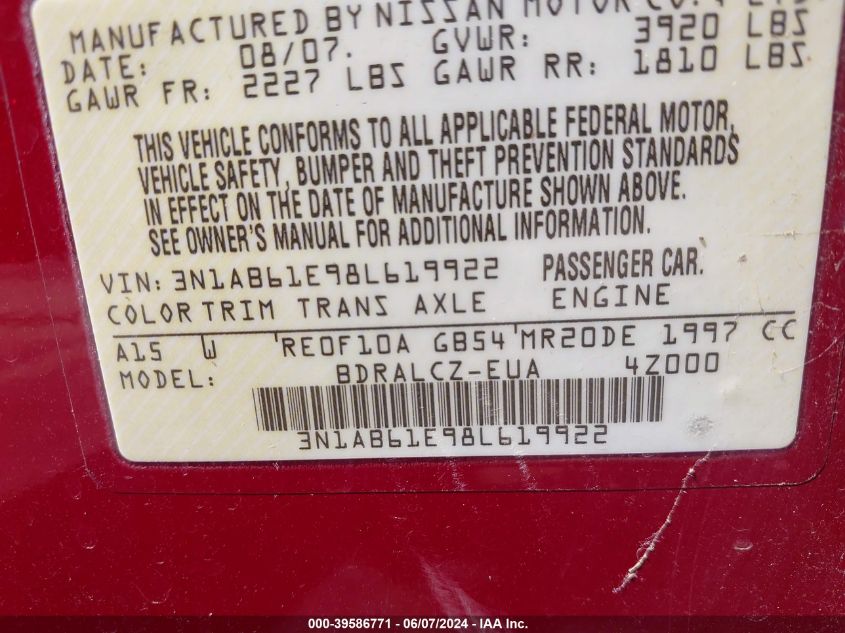 MANUFACTURED BY NISSAN MOTOR CO., LTD.
DATE: 08/07. GVWR: 3920 LBS
GAWR FR: 2227 LBS GAWR RR: 1810 LBS
THIS VEHICLE CONFORMS TO ALL APPLICABLE FEDERAL MOTOR,
VEHICLE SAFETY, BUMPER AND THEFT PREVENTION STANDARDS
IN EFFECT ON THE DATE OF MANUFACTURE SHOWN ABOVE.
SEE OWNER'S MANUAL FOR ADDITIONAL INFORMATION.
VIN: 3N1AB61E98L619922 PASSENGER CAR.
COLOR TRIM TRANS AXLE ENGINE
A15 W RE0F10A GB54 MR20DE 1997 CC
MODEL: BDRALCZ-EUA 4Z000
3N1AB61E98L619922
000-39586771 - 06/07/2024 - IAA Inc.